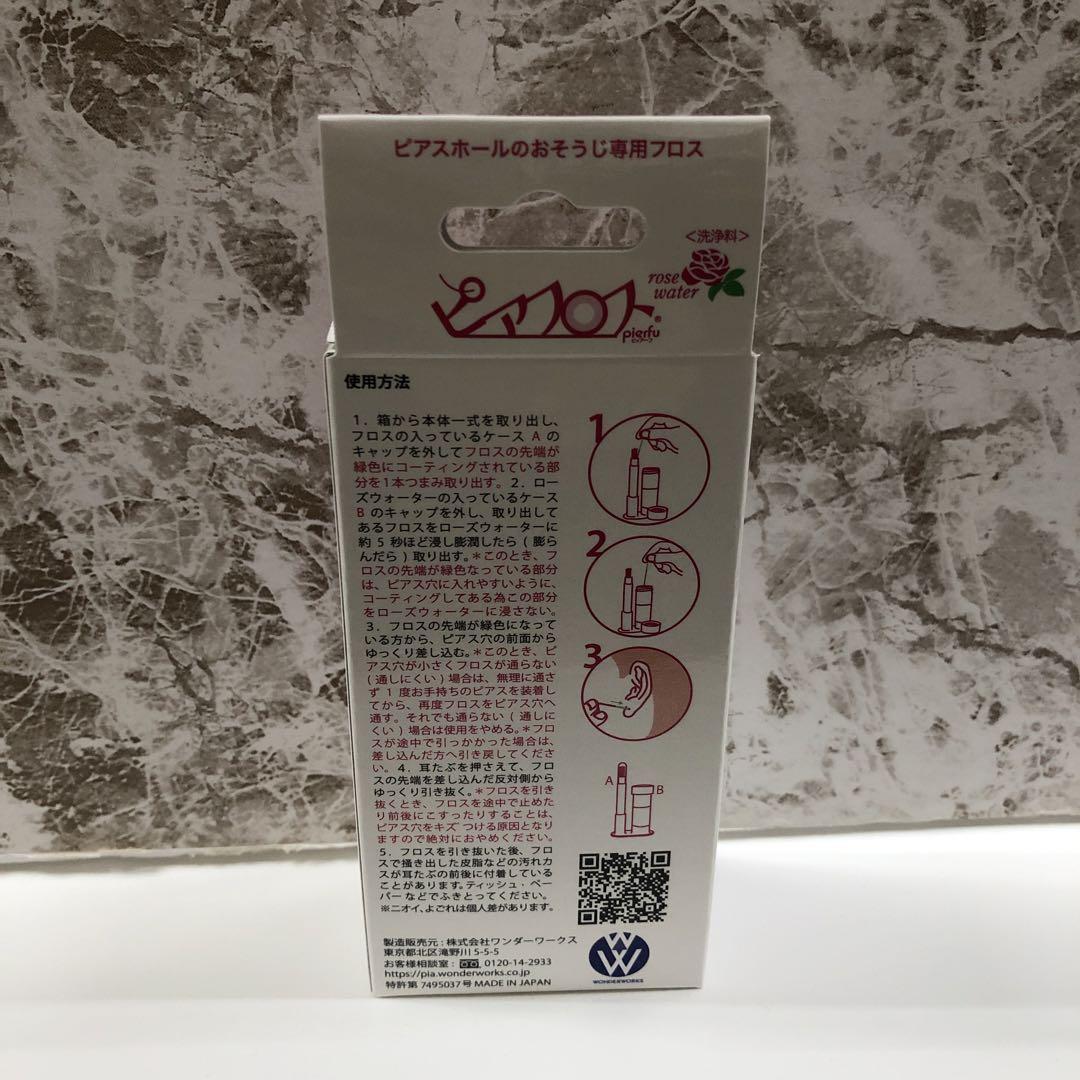 ピアスホールのおそうじ専用フロス
<洗浄料>
rose
water
ピアフロス®
pierfu
ピィアーフ
使用方法
1．箱から本体一式を取り出し、
フロスの入っているケース A の
キャップを外してフロスの先端が
緑色にコーティングされている部
分を1本つまみ取り出す。2．ロー
ズウォーターの入っているケース
B のキャップを外し、取り出して
あるフロスをローズウォーターに
約 5 秒ほど浸し膨潤したら ( 膨ら
んだら ) 取り出す。＊このとき、フ
ロスの先端が緑色なっている部分
は、ピアス穴に入れやすいように、
コーティングしてある為この部分
をローズウォーターに浸さない。
3．フロスの先端が緑色になって
いる方から、ピアス穴の前面から
ゆっくり差し込む。＊このとき、ピ
アス穴が小さくフロスが通らない
( 通しにくい ) 場合は、無理に通さ
ず 1 度お手持ちのピアスを装着し
てから、再度フロスをピアス穴へ
通す。それでも通らない ( 通しに
くい ) 場合は使用をやめる。＊フロ
スが途中で引っかかった場合は、
差し込んだ方へ引き戻してくださ
い。4．耳たぶを押さえて、フロ
スの先端を差し込んだ反対側から
ゆっくり引き抜く。＊フロスを引き
抜くとき、フロスを途中で止めた
り前後にこすったりすることは、
ピアス穴をキズつける原因となり
ますので絶対におやめください。
5．フロスを引き抜いた後、フロ
スで掻き出した皮脂などの汚れカ
スが耳たぶの前後に付着している
ことがあります。ティッシュ・ペー
パーなどでふきとってください。
※ニオイ、よごれは個人差があります。
1
2
3
A
B
製造販売元：株式会社ワンダーワークス
東京都北区滝野川 5-5-5
お客様相談室： 0120-14-2933
https://pia.wonderworks.co.jp
特許第 7495037号 MADE IN JAPAN
W
WONDERWORKS